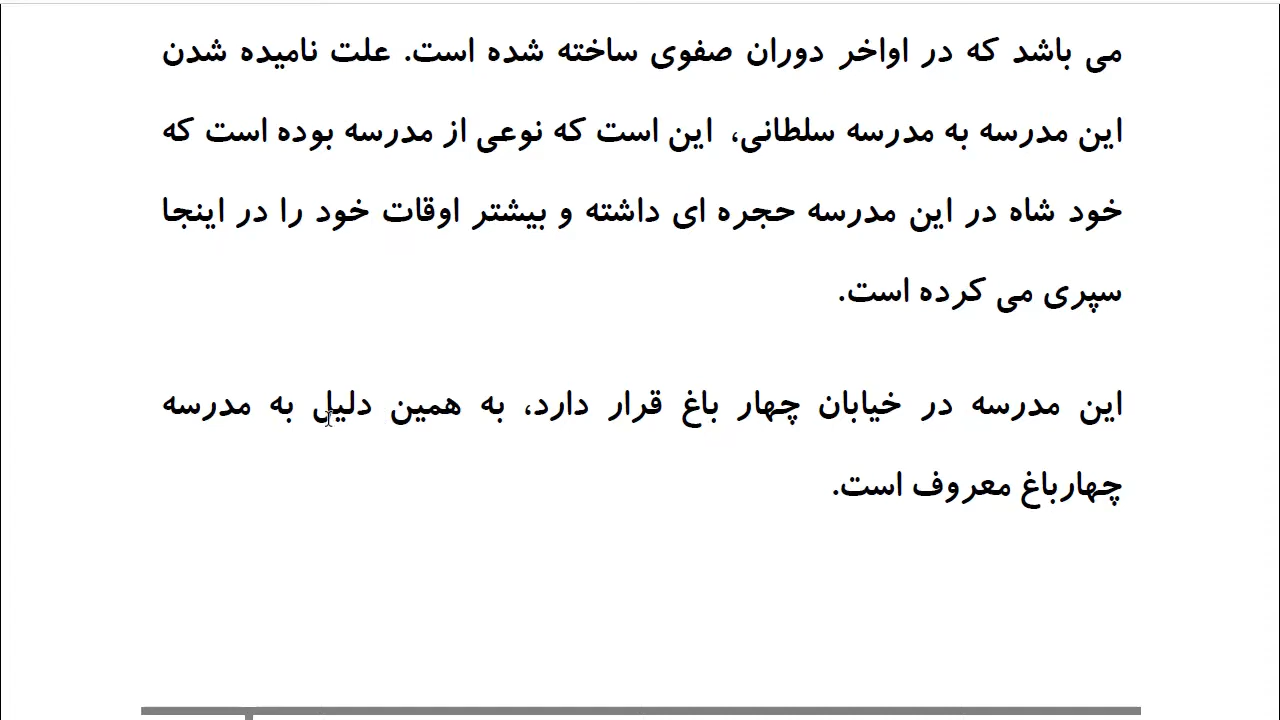 می باشد که در اواخر دوران صفوی ساخته شده است. علت نامیده شدن
این مدرسه به مدرسه سلطانی، این است که نوعی از مدرسه بوده است که
خود شاه در این مدرسه حجره ای داشته و بیشتر اوقات خود را در اینجا
سپری می کرده است.
این مدرسه در خیابان چهار باغ قرار دارد، به همین دلیل به مدرسه
چهارباغ معروف است.